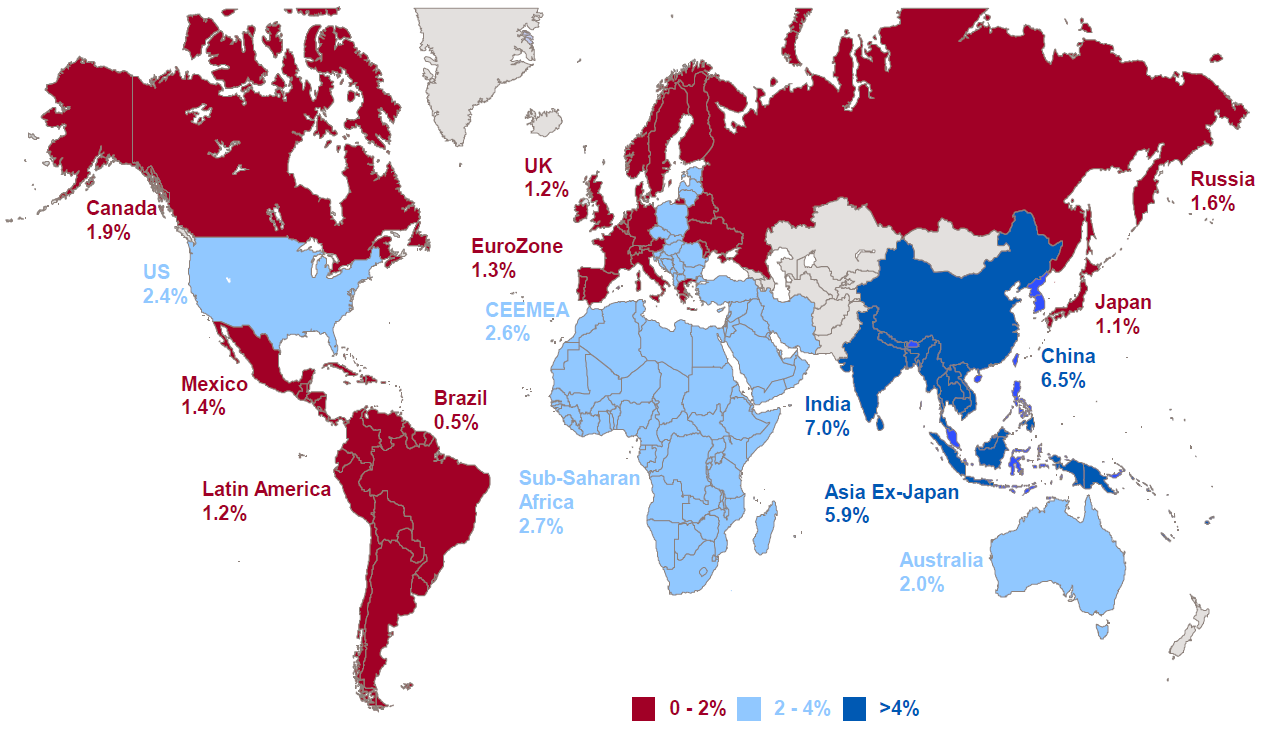 UK
1.2%
Russia
1.6%
Canada
1.9%
EuroZone
1.3%
US
2.4%
CEEMEA
2.6%
Japan
1.1%
China
6.5%
Mexico
1.4%
Brazil
0.5%
India
7.0%
Sub-Saharan
Africa
2.7%
Latin America
1.2%
Asia Ex-Japan
5.9%
Australia
2.0%
0 - 2%
2 - 4%
>4%